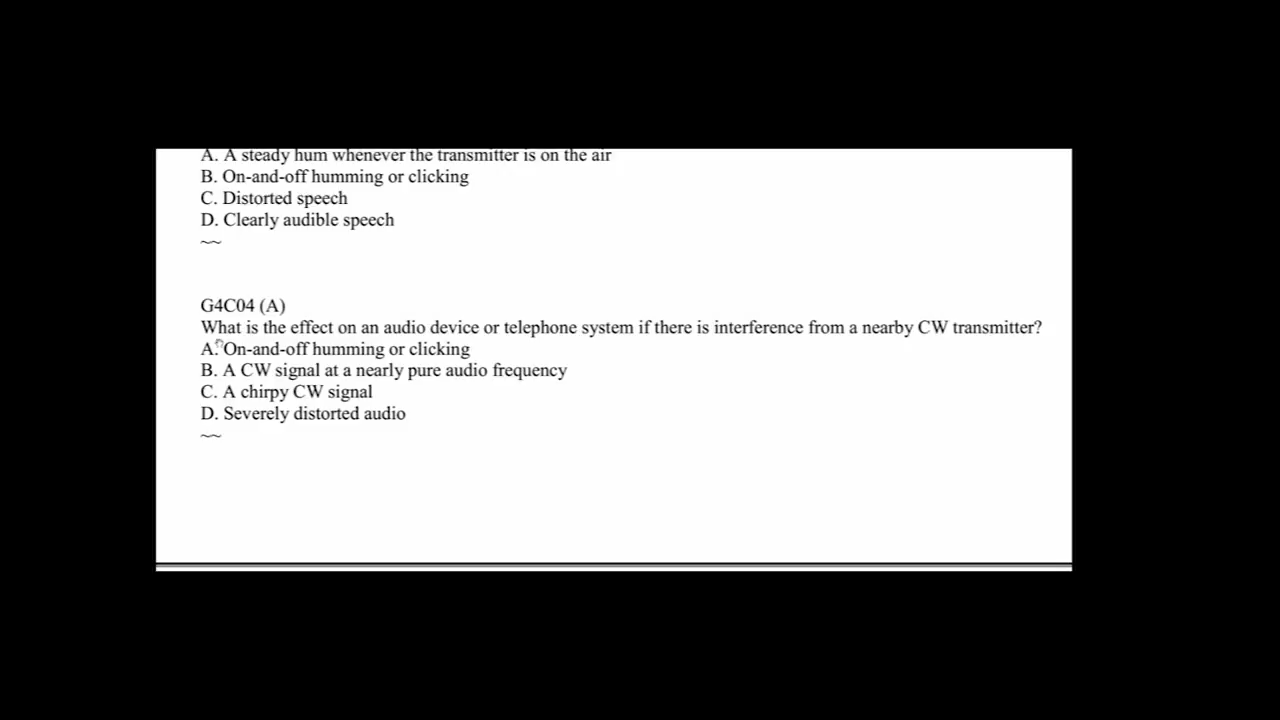 A. A steady hum whenever the transmitter is on the air
B. On-and-off humming or clicking
C. Distorted speech
D. Clearly audible speech
~~
G4C04 (A)
What is the effect on an audio device or telephone system if there is interference from a nearby CW transmitter?
A. On-and-off humming or clicking
B. A CW signal at a nearly pure audio frequency
C. A chirpy CW signal
D. Severely distorted audio
~~